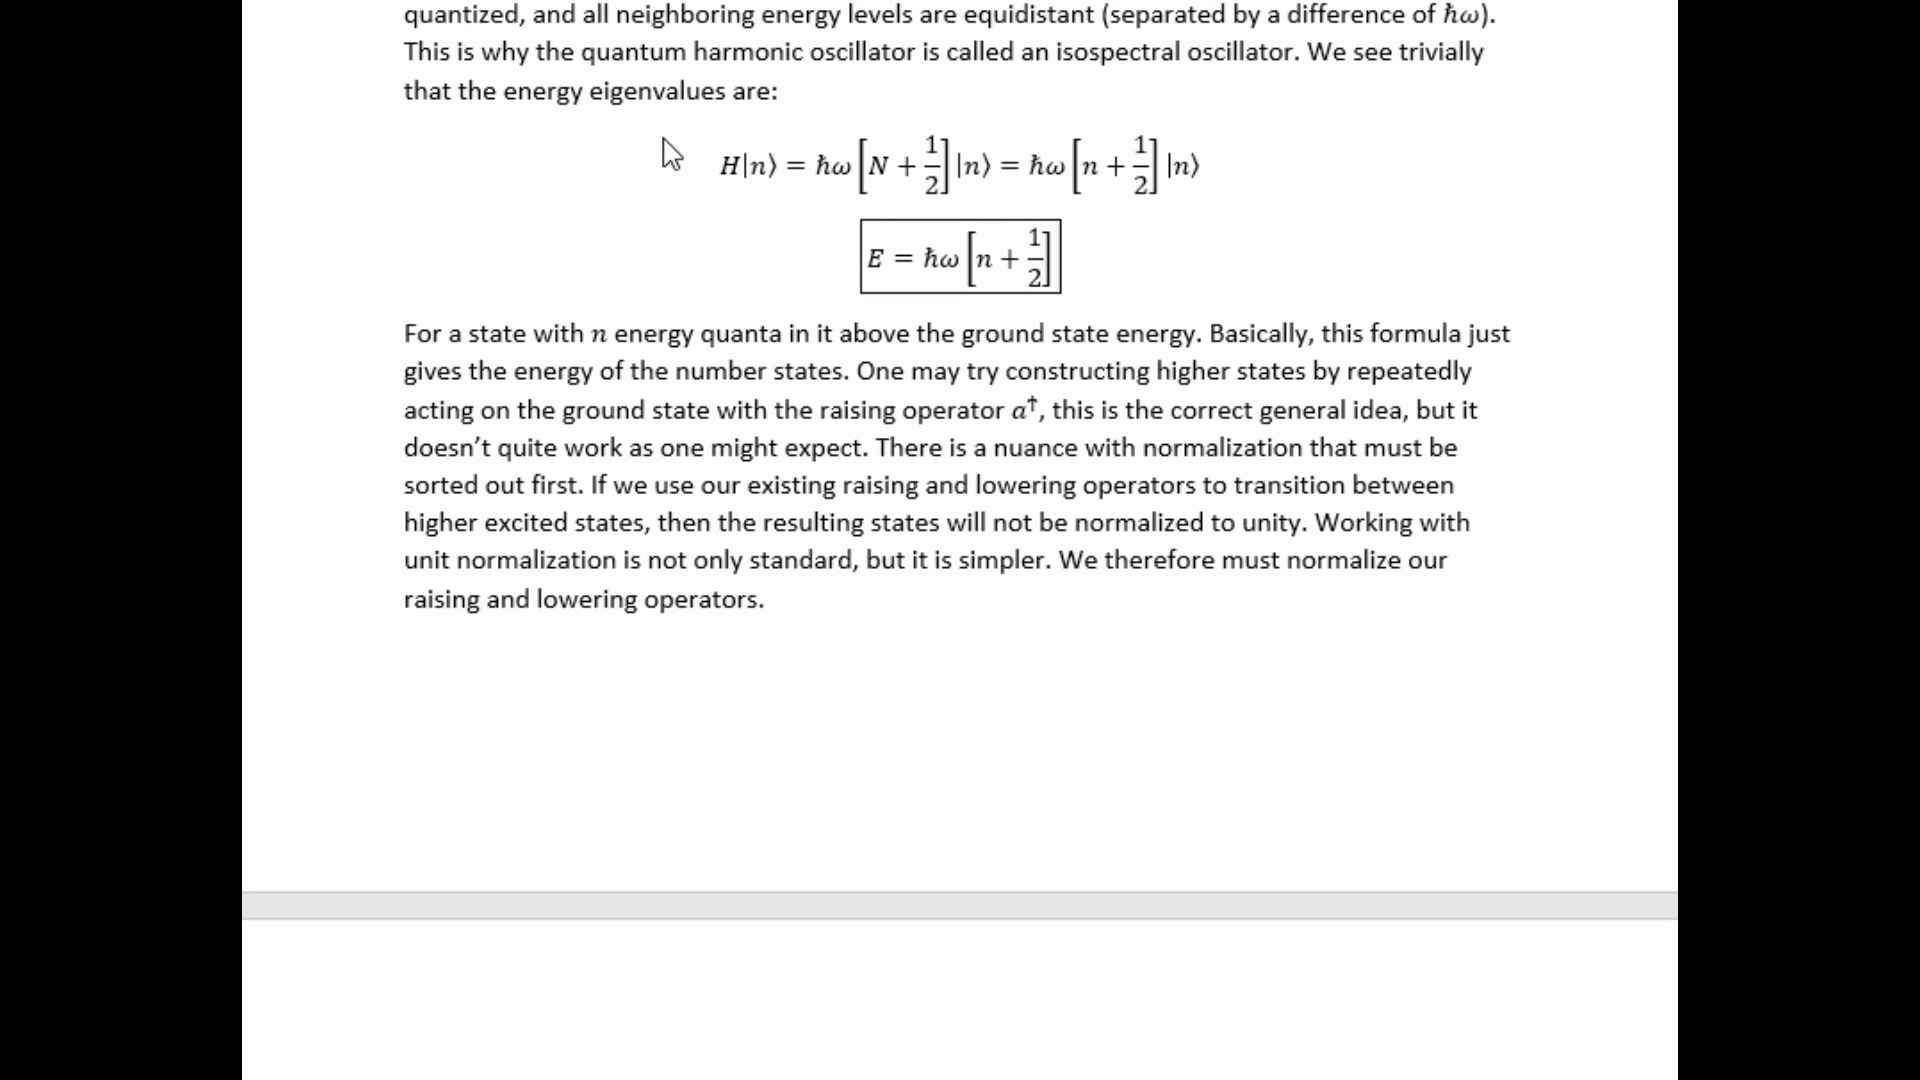 quantized, and all neighboring energy levels are equidistant (separated by a difference of ℏω).
This is why the quantum harmonic oscillator is called an isospectral oscillator. We see trivially
that the energy eigenvalues are:
H|n⟩ = ℏω[N + 1/2]|n⟩ = ℏω[n + 1/2]|n⟩
E = ℏω[n + 1/2]
For a state with n energy quanta in it above the ground state energy. Basically, this formula just
gives the energy of the number states. One may try constructing higher states by repeatedly
acting on the ground state with the raising operator a†, this is the correct general idea, but it
doesn’t quite work as one might expect. There is a nuance with normalization that must be
sorted out first. If we use our existing raising and lowering operators to transition between
higher excited states, then the resulting states will not be normalized to unity. Working with
unit normalization is not only standard, but it is simpler. We therefore must normalize our
raising and lowering operators.